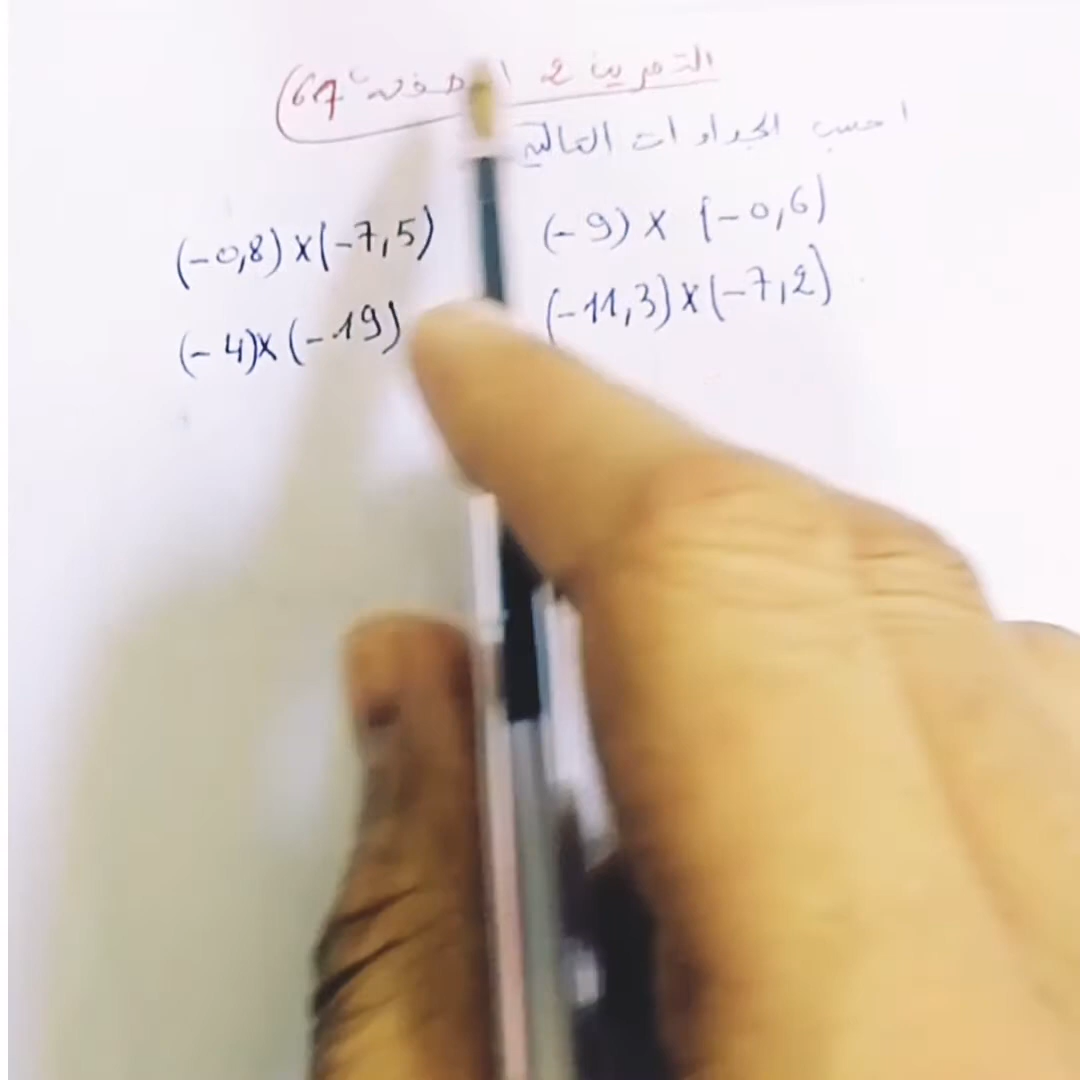 التمرين 2 الصفحة 64
احسب الجداءات التالية
(-9) x (-0,6) (-0,8) x (-7,5)
(-11,3) x (-7,2) (-4) x (-19)